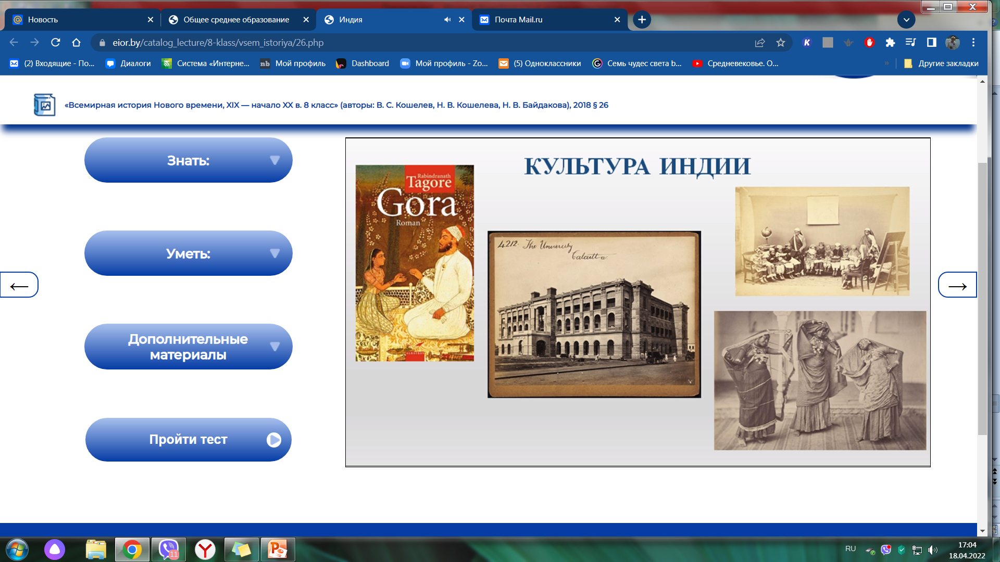 Новость
Общее среднее образование
Индия
Почта Mail.ru
eior.by/catalog_lecture/8-klass/vsem_istoriya/26.php
(2) Входящие - По...
Диалоги
Система «Интерне...
nb Мой профиль
Dashboard
Мой профиль - Zo...
(5) Одноклассники
Семь чудес света b...
Средневековье. О...
Другие закладки
«Всемирная история Нового времени, XIX — начало XX в. 8 класс» (авторы: В. С. Кошелев, Н. В. Кошелева, Н. В. Байдакова), 2018 § 26
Знать:
Уметь:
Дополнительные
материалы
Пройти тест
КУЛЬТУРА ИНДИИ
Rabindranath
Tagore
Gora
Roman
ALBATROS
4212. The University
Calcutta
11
RU
17:04
18.04.2022